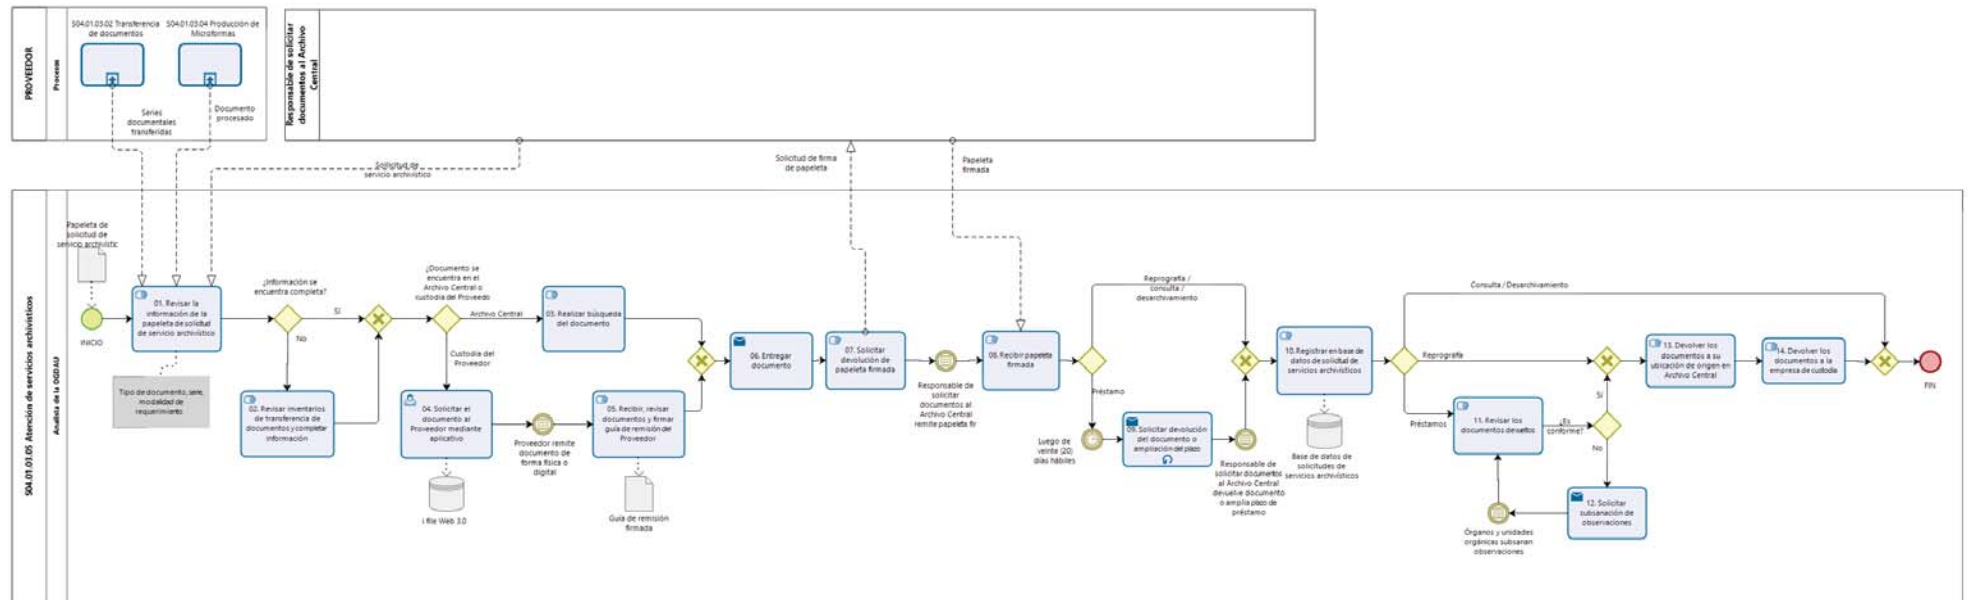 PROVEEDOR
Procesos
S04.01.03.02 Transferencia
de documentos
S04.01.03.04 Producción de
Microformas
Series
documentales
transferidas
Documento
procesado
Responsable de solicitar
documentos al Archivo
Central
Solicitud de
servicio archivístico
Solicitud de firma
de papeleta
Papeleta
firmada
S04.01.03.05 Atención de servicios archivísticos
Analista de la OGDAU
Papeleta de
solicitud de
servicio archivístic
INICIO
01. Revisar la
información de la
papeleta de solicitud
de servicio archivístico
Tipo de documento, serie,
modalidad de
requerimiento
¿Información se
encuentra completa?
Sí
No
02. Revisar inventarios
de transferencia de
documentos y completar
información
¿Documento se
encuentra en el
Archivo Central o
custodia del Proveedo
Archivo Central
Custodia del
Proveedor
03. Realizar búsqueda
del documento
04. Solicitar el
documento al
Proveedor mediante
aplicativo
i file Web 3.0
Proveedor remite
documento de
forma física o
digital
05. Recibir, revisar
documentos y firmar
guía de remisión del
Proveedor
Guía de remisión
firmada
06. Entregar
documento
07. Solicitar
devolución de
papeleta firmada
Responsable de
solicitar
documentos al
Archivo Central
remite papeleta fir
08. Recibir papeleta
firmada
Reprografía /
consulta /
desarchivamiento
Préstamo
Luego de
veinte (20)
días hábiles
09. Solicitar devolución
del documento o
ampliación del plazo
Responsable de
solicitar documentos
al Archivo Central
devuelve documento
o amplía plazo de
préstamo
10. Registrar en base de
datos de solicitud de
servicios archivísticos
Base de datos de
solicitudes de
servicios archivísticos
Consulta / Desarchivamiento
Reprografía
Préstamos
11. Revisar los
documentos devueltos
¿Es
conforme?
Sí
No
12. Solicitar
subsanación de
observaciones
Órganos y unidades
orgánicas subsanan
observaciones
13. Devolver los
documentos a su
ubicación de origen en
Archivo Central
14. Devolver los
documentos a la
empresa de custodia
FIN